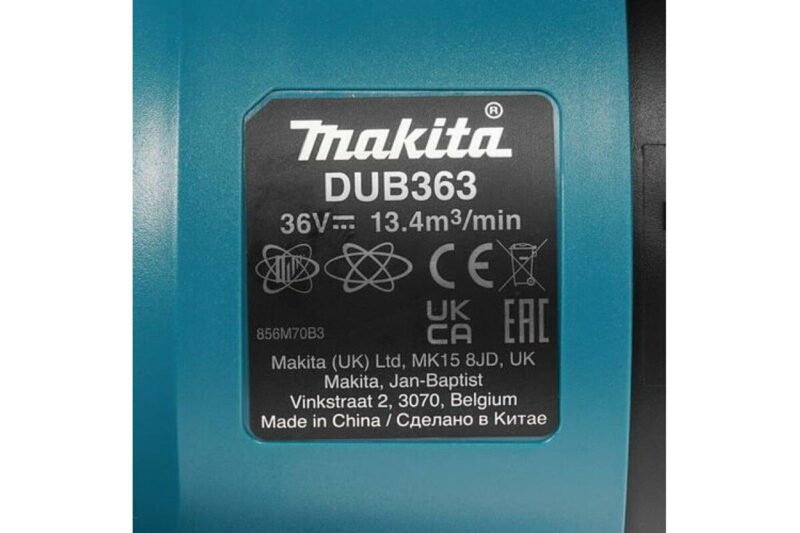 makita®
DUB363
36V⎓ 13.4m³/min
CE
UK
CA
EAC
856M70B3
Makita (UK) Ltd, MK15 8JD, UK
Makita, Jan-Baptist
Vinkstraat 2, 3070, Belgium
Made in China / Сделано в Китае